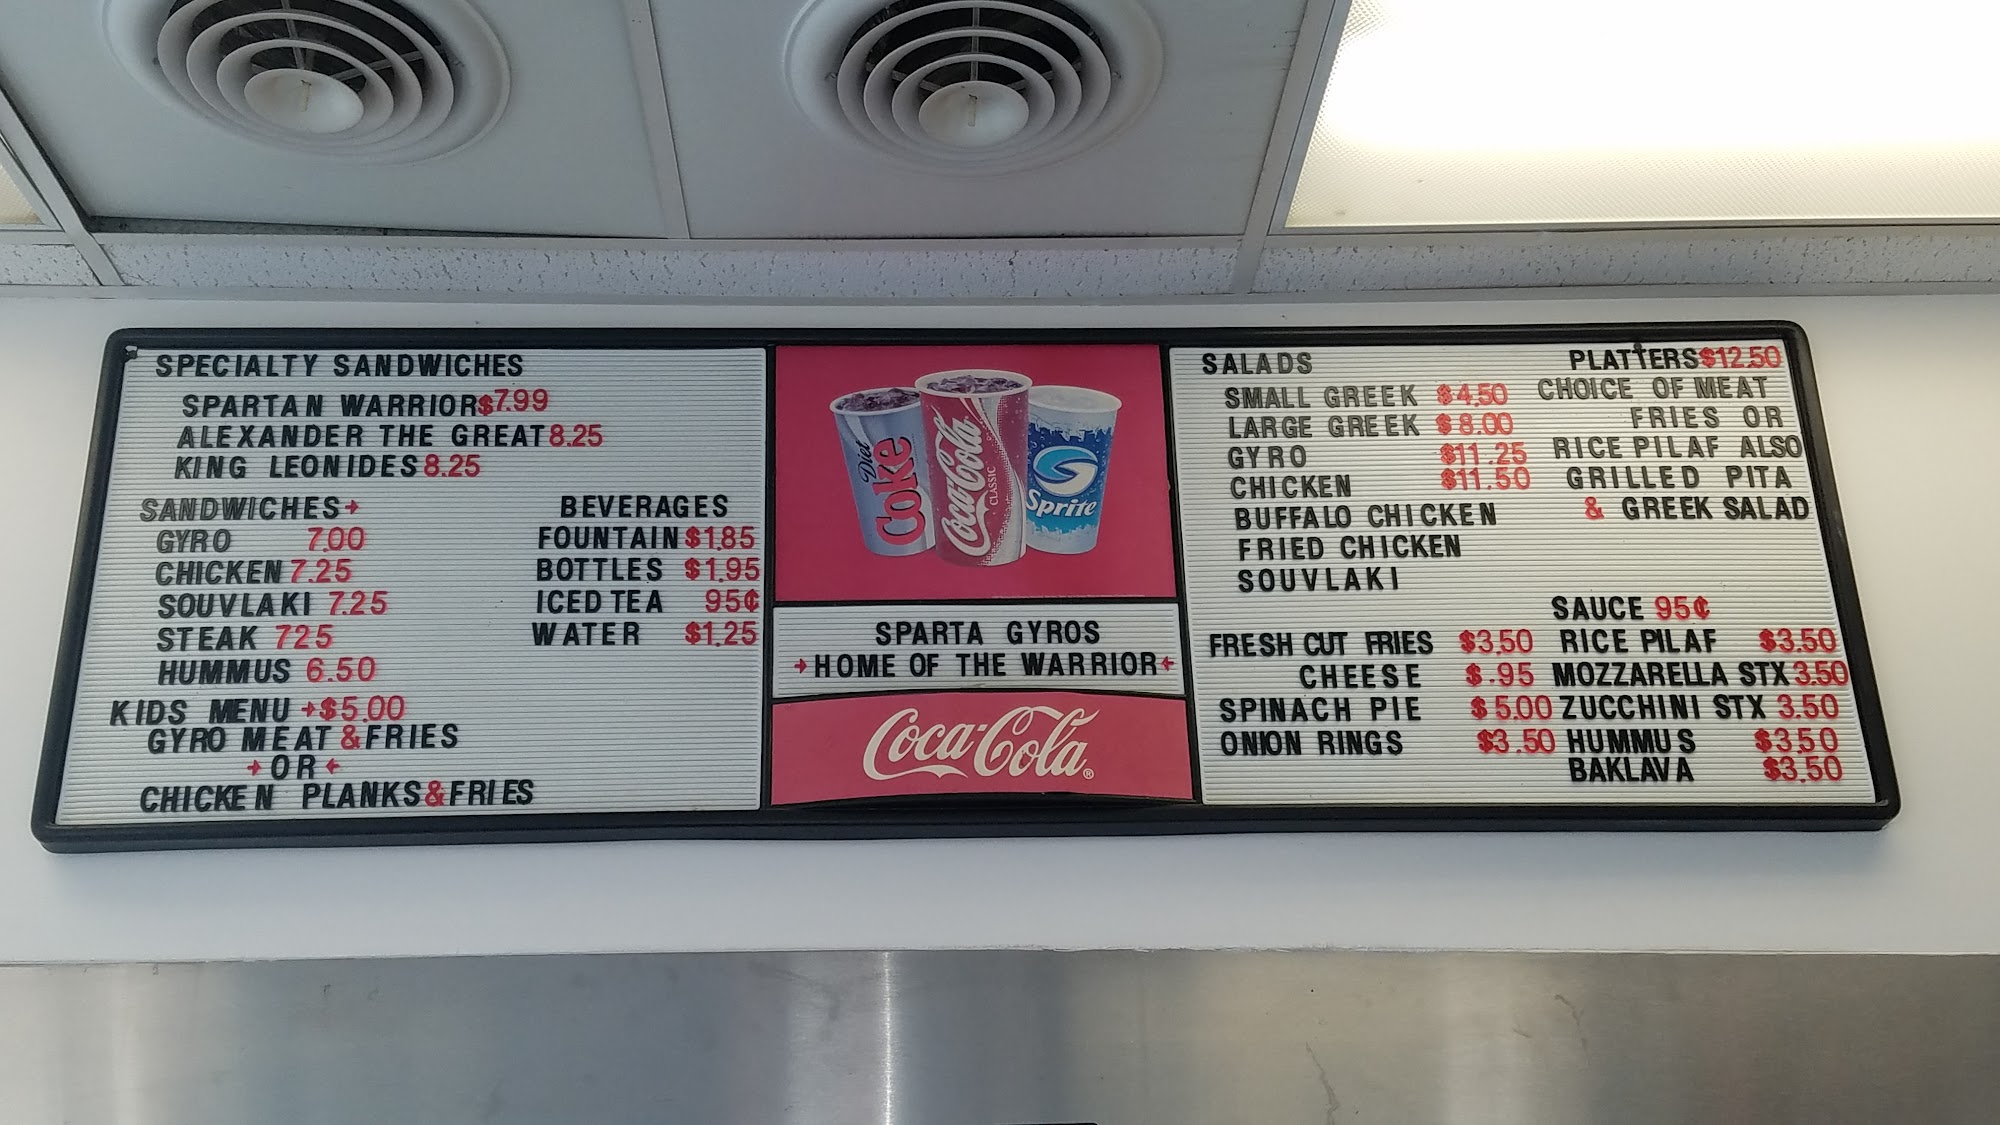 SPECIALTY SANDWICHES
SPARTAN WARRIOR $7.99
ALEXANDER THE GREAT 8.25
KING LEONIDES 8.25
SANDWICHES→
GYRO 7.00
CHICKEN 7.25
SOUVLAKI 7.25
STEAK 725
HUMMUS 6.50
KIDS MENU →$5.00
GYRO MEAT & FRIES
→OR←
CHICKEN PLANKS & FRIES
BEVERAGES
FOUNTAIN $1.85
BOTTLES $1.95
ICED TEA 95¢
WATER $1.25
Diet Coke
Coca-Cola
CLASSIC
Sprite
SPARTA GYROS
→HOME OF THE WARRIOR←
Coca-Cola®
SALADS
SMALL GREEK $4.50
LARGE GREEK $8.00
GYRO $11.25
CHICKEN $11.50
BUFFALO CHICKEN
FRIED CHICKEN
SOUVLAKI
PLATTERS $12.50
CHOICE OF MEAT
FRIES OR
RICE PILAF ALSO
GRILLED PITA
& GREEK SALAD
FRESH CUT FRIES $3.50
CHEESE $.95
SPINACH PIE $5.00
ONION RINGS $3.50
SAUCE 95¢
RICE PILAF $3.50
MOZZARELLA STX 3.50
ZUCCHINI STX 3.50
HUMMUS $3.50
BAKLAVA $3.50